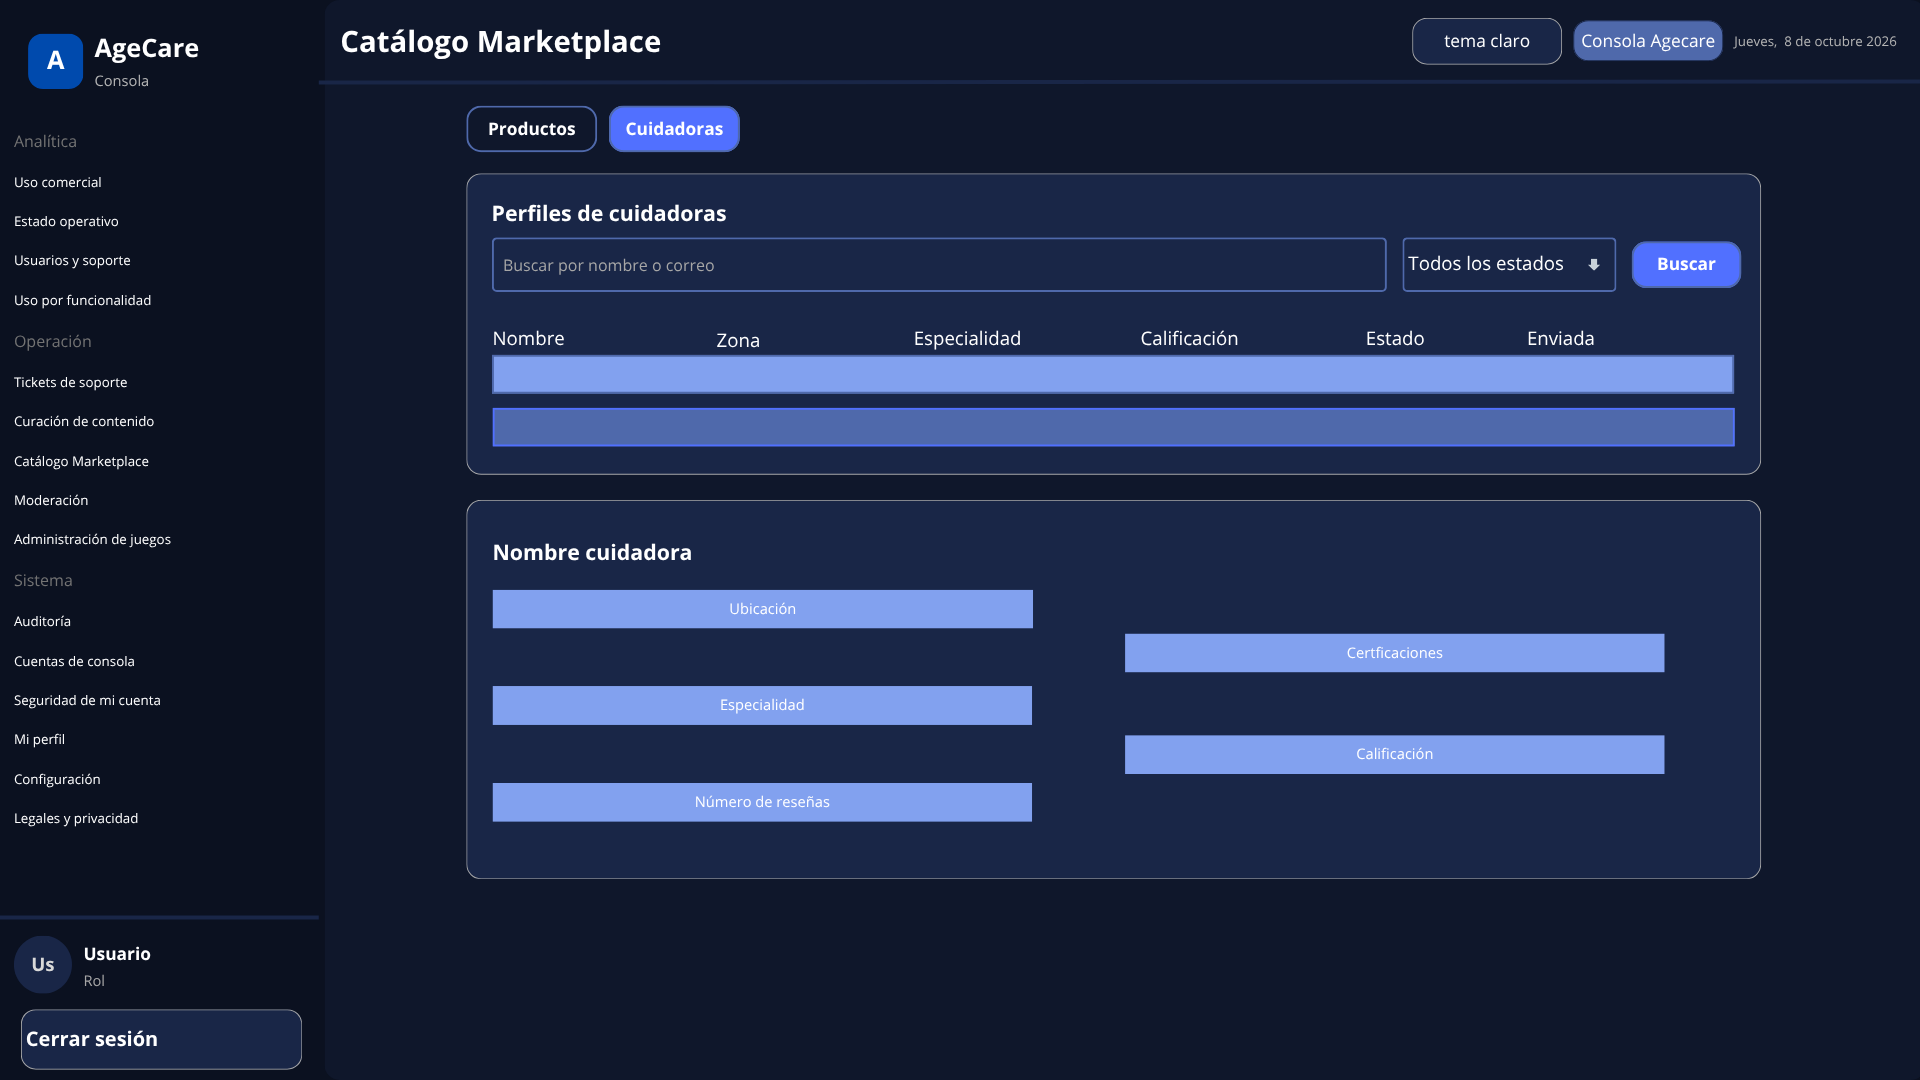 A
AgeCare
Consola
Analítica
Uso comercial
Estado operativo
Usuarios y soporte
Uso por funcionalidad
Operación
Tickets de soporte
Curación de contenido
Catálogo Marketplace
Moderación
Administración de juegos
Sistema
Auditoría
Cuentas de consola
Seguridad de mi cuenta
Mi perfil
Configuración
Legales y privacidad
Us
Usuario
Rol
Cerrar sesión
Catálogo Marketplace
tema claro
Consola Agecare
Jueves, 8 de octubre 2026
Productos
Cuidadoras
Perfiles de cuidadoras
Buscar por nombre o correo
Todos los estados
Buscar
Nombre
Zona
Especialidad
Calificación
Estado
Enviada
Nombre cuidadora
Ubicación
Certficaciones
Especialidad
Calificación
Número de reseñas